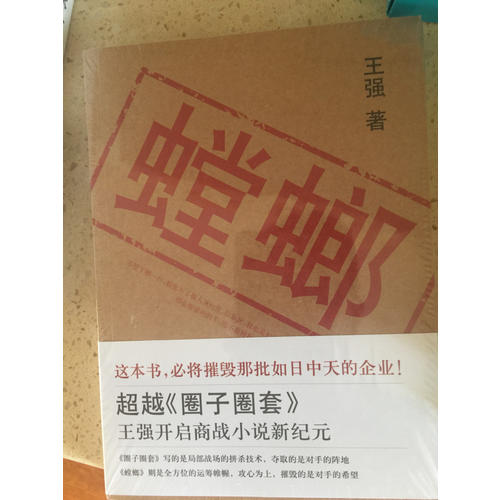 王强 著
螳螂
这本书,必将摧毁那批如日中天的企业!
超越《圈子圈套》
王强开启商战小说新纪元
《圈子圈套》写的是局部战场的拼杀技术,夺取的是对手的阵地
《螳螂》则是全方位的运筹帷幄,攻心为上,摧毁的是对手的希望